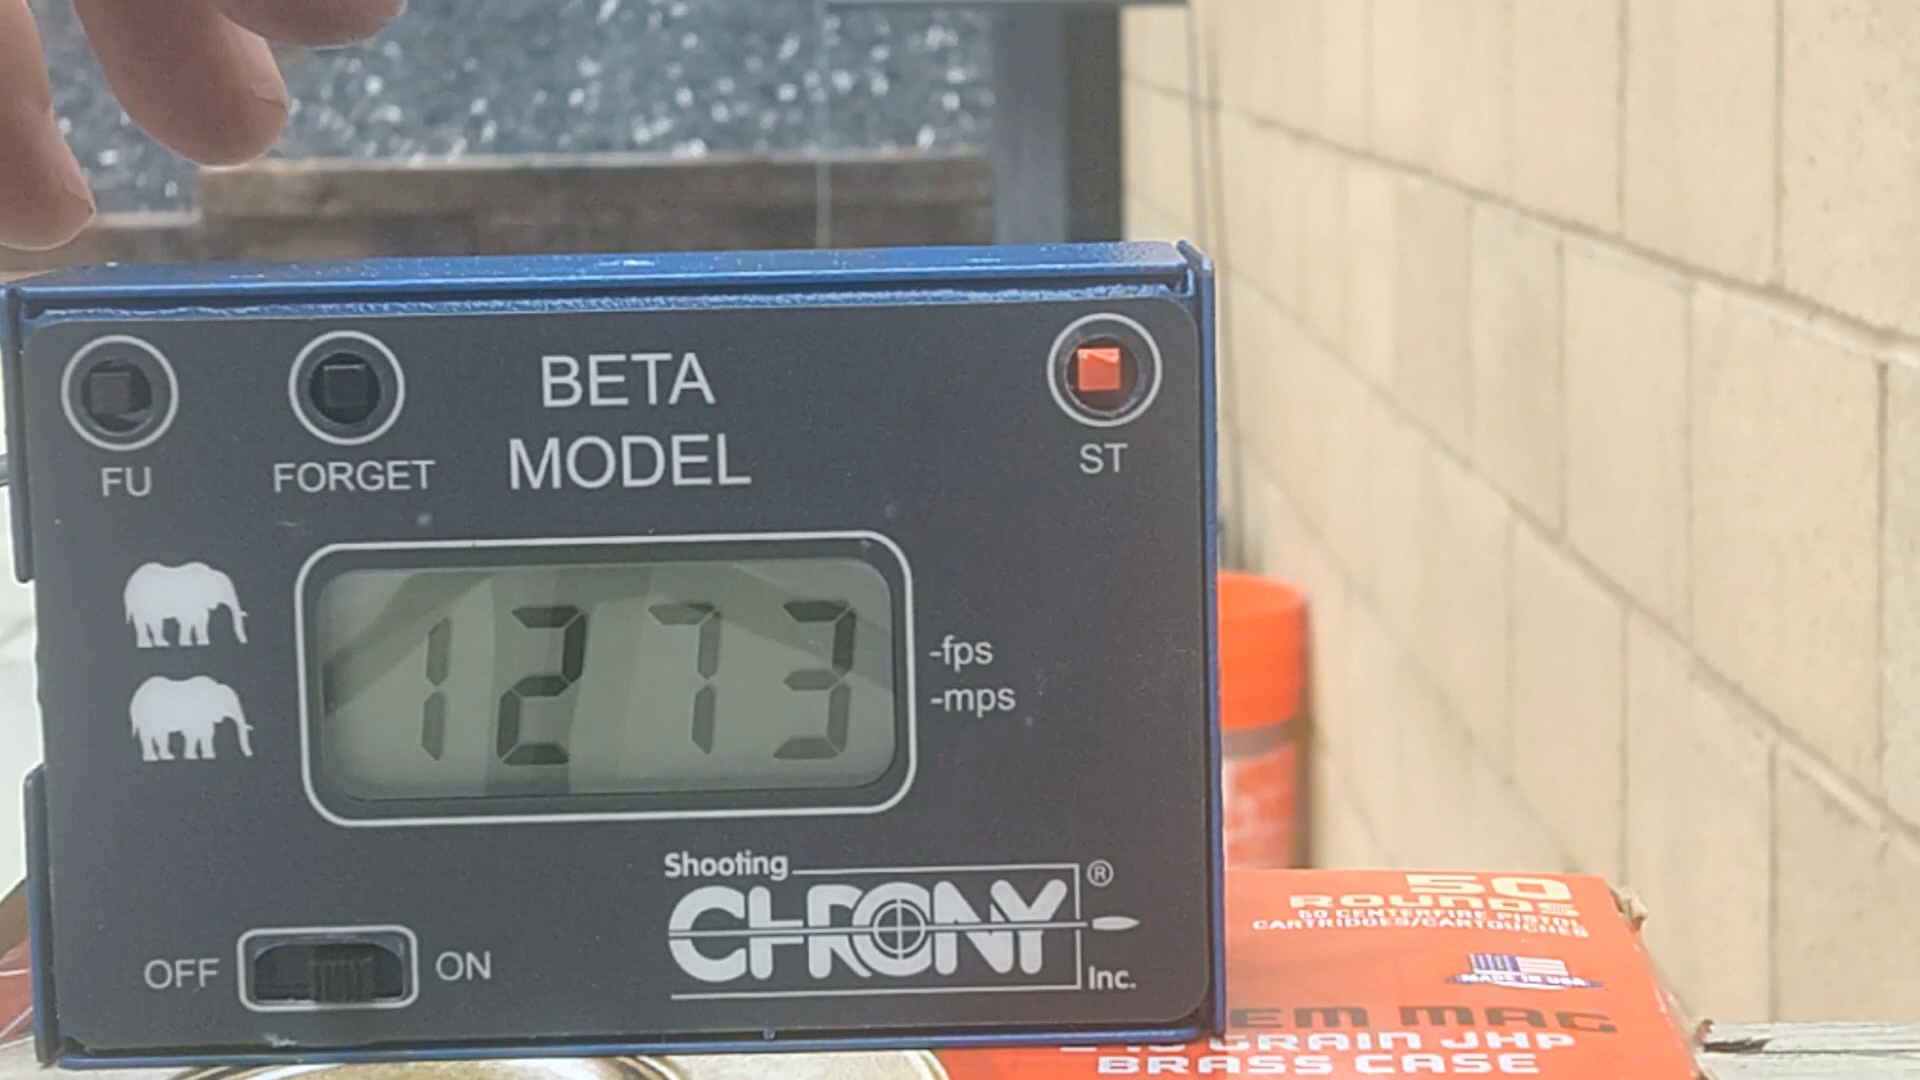 BETA
MODEL
FU
FORGET
ST
1273
-fps
-mps
Shooting
CHRONY®
Inc.
OFF
ON
50
ROUNDS
50 CENTERFIRE PISTOL
CARTRIDGES/CARTOUCHES
MADE IN USA
EM MAG
GRAIN JHP
BRASS CASE